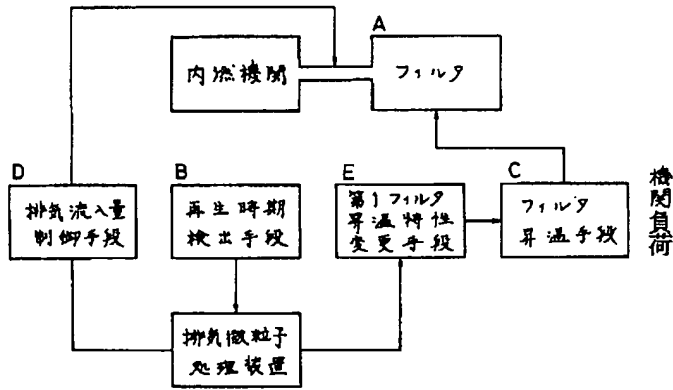 A
内燃機関
フィルタ
D
B
E
C
排気流入量
制御手段
再生時期
検出手段
第1フィルタ
昇温特性
変更手段
フィルタ
昇温手段
機関負荷
排気微粒子
処理装置